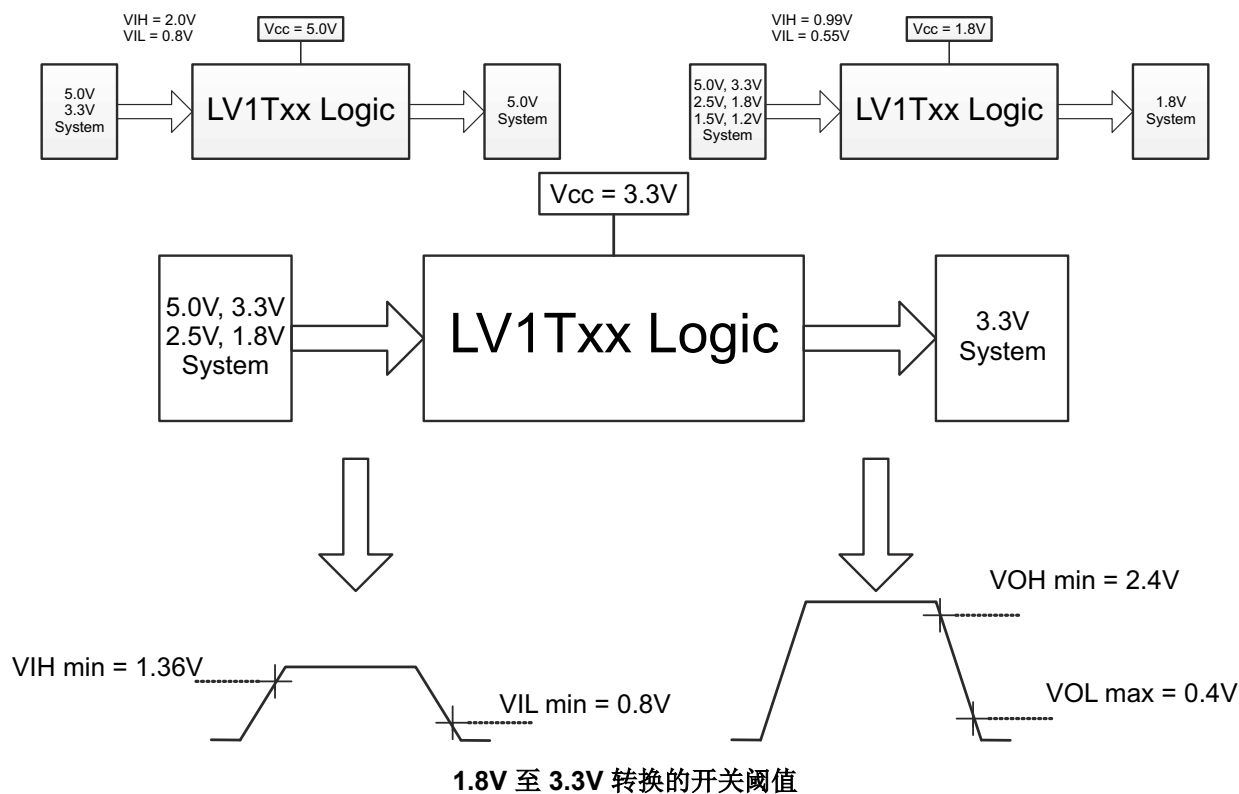 VIH = 2.0V
VIL = 0.8V
Vcc = 5.0V
5.0V
3.3V
System
LV1Txx Logic
5.0V
System
VIH = 0.99V
VIL = 0.55V
Vcc = 1.8V
5.0V, 3.3V
2.5V, 1.8V
1.5V, 1.2V
System
LV1Txx Logic
1.8V
System
Vcc = 3.3V
5.0V, 3.3V
2.5V, 1.8V
System
LV1Txx Logic
3.3V
System
VIH min = 1.36V
VIL min = 0.8V
VOH min = 2.4V
VOL max = 0.4V
1.8V 至 3.3V 转换的开关阈值